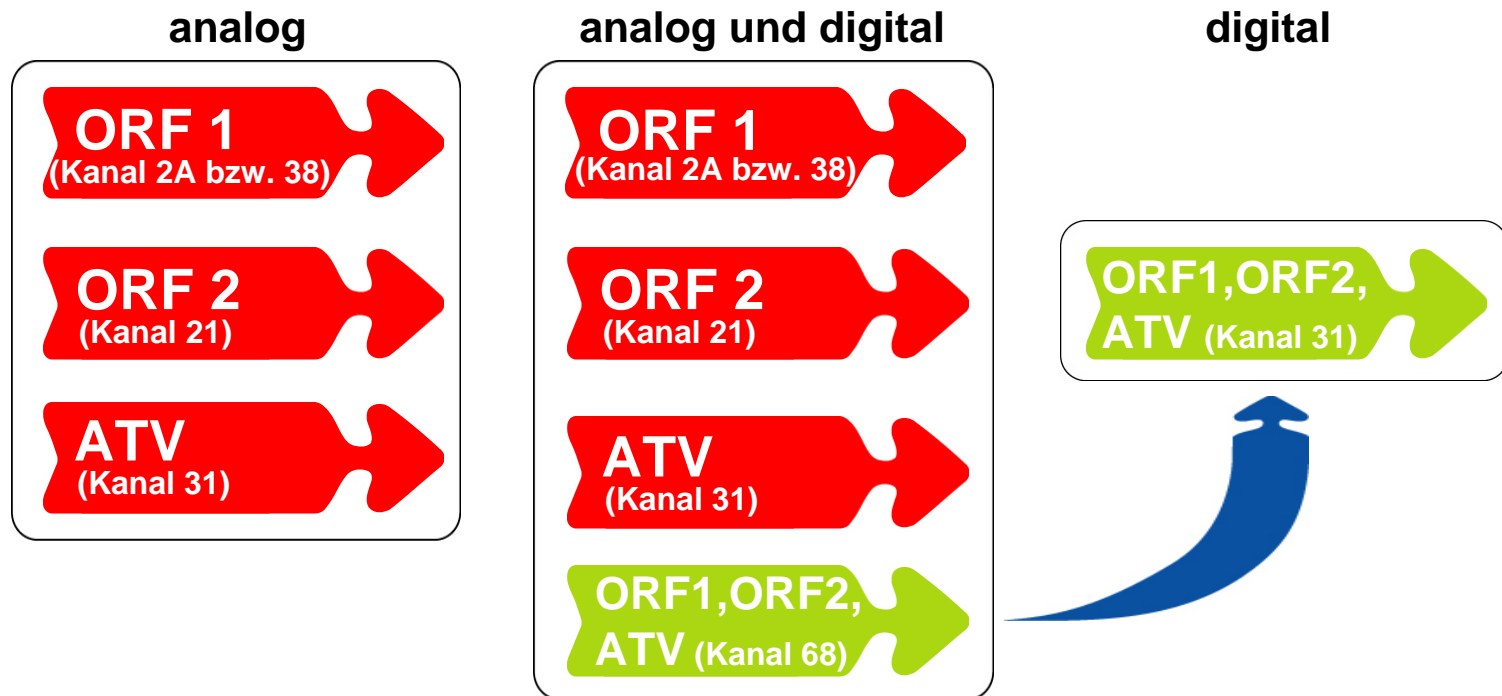 analog
ORF 1
(Kanal 2A bzw. 38)
ORF 2
(Kanal 21)
ATV
(Kanal 31)
analog und digital
ORF 1
(Kanal 2A bzw. 38)
ORF 2
(Kanal 21)
ATV
(Kanal 31)
ORF1,ORF2,
ATV (Kanal 68)
digital
ORF1,ORF2,
ATV (Kanal 31)